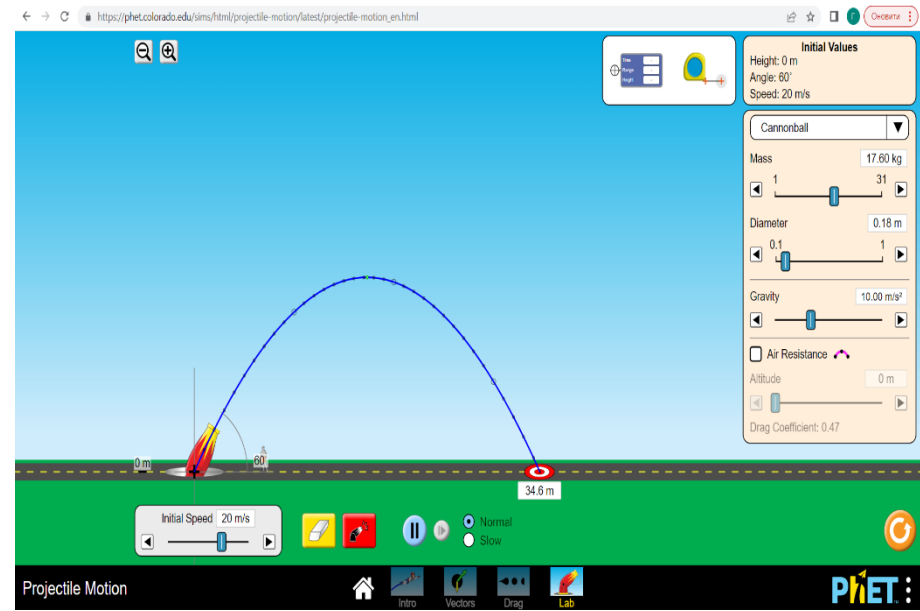 https://phet.colorado.edu/sims/html/projectile-motion/latest/projectile-motion_en.html
Оновити
Time
Range
Height
Initial Values
Height: 0 m
Angle: 60°
Speed: 20 m/s
Cannonball
Mass 17.60 kg
1 31
Diameter 0.18 m
0.1 1
Gravity 10.00 m/s²
Air Resistance
Altitude 0 m
Drag Coefficient: 0.47
0 m
60°
34.6 m
Initial Speed 20 m/s
Normal
Slow
Projectile Motion
Intro
Vectors
Drag
Lab
PhET